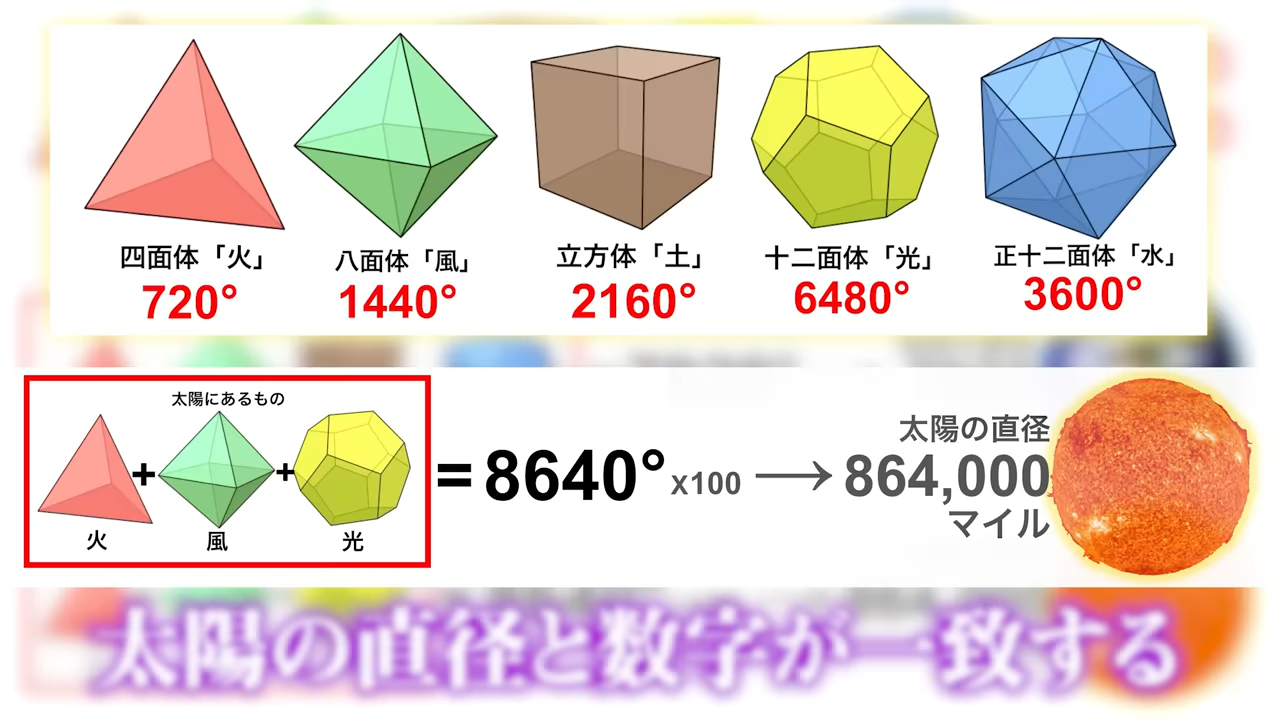 四面体「火」
720°
八面体「風」
1440°
立方体「土」
2160°
十二面体「光」
6480°
正十二面体「水」
3600°
太陽にあるもの
+
+
火
風
光
=8640°x100→
太陽の直径
864,000
マイル
太陽の直径と数字が一致する